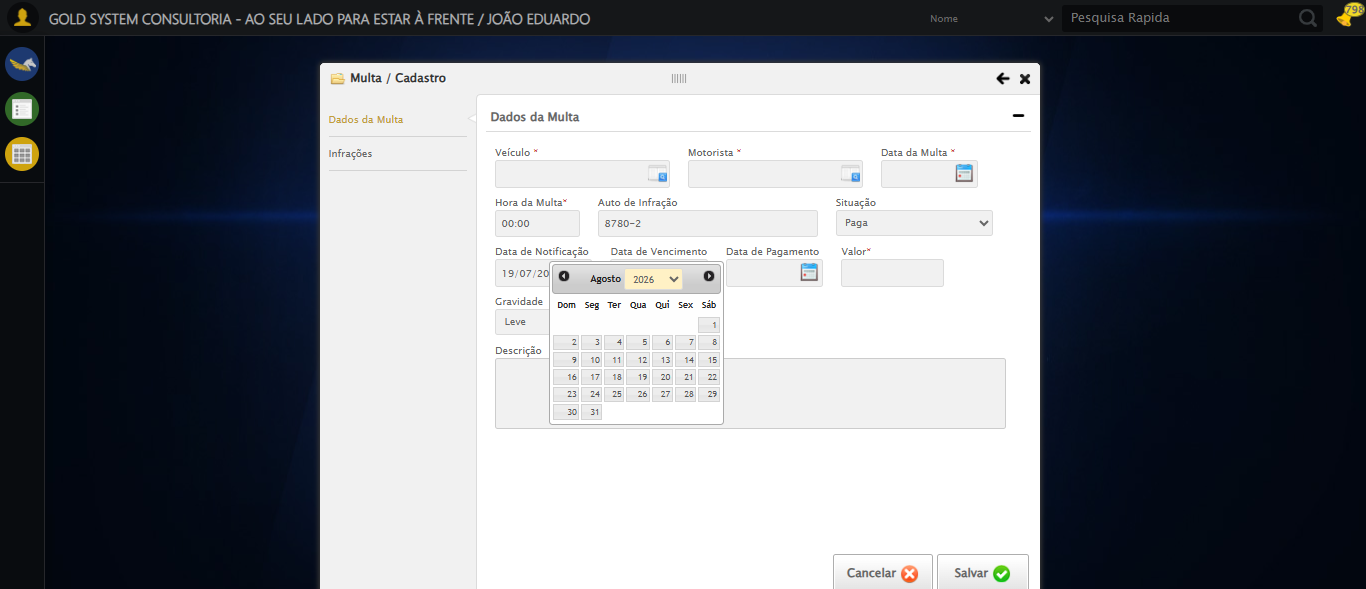 GOLD SYSTEM CONSULTORIA - AO SEU LADO PARA ESTAR À FRENTE / JOÃO EDUARDO
Nome
Pesquisa Rapida
798
Multa / Cadastro
Dados da Multa
Infrações
Dados da Multa
Veículo *
Motorista *
Data da Multa *
Hora da Multa*
Auto de Infração
Situação
00:00
8780-2
Paga
Data de Notificação
Data de Vencimento
Data de Pagamento
Valor*
19/07/20
Agosto
2026
Dom Seg Ter Qua Qui Sex Sáb
1
2 3 4 5 6 7 8
9 10 11 12 13 14 15
16 17 18 19 20 21 22
23 24 25 26 27 28 29
30 31
Gravidade
Leve
Descrição
Cancelar
Salvar